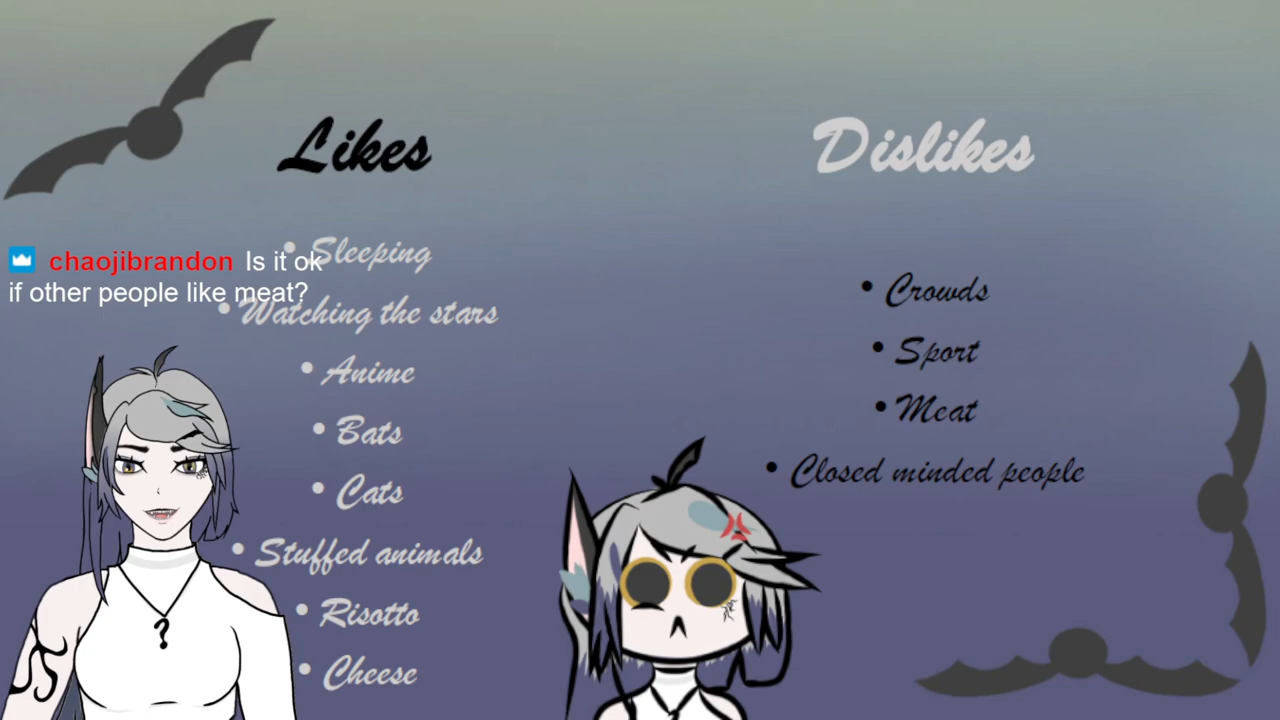 Likes
• Sleeping
• Watching the stars
• Anime
• Bats
• Cats
• Stuffed animals
• Risotto
• Cheese
Dislikes
• Crowds
• Sport
• Meat
• Closed minded people
chaojibrandon Is it ok
if other people like meat?
?